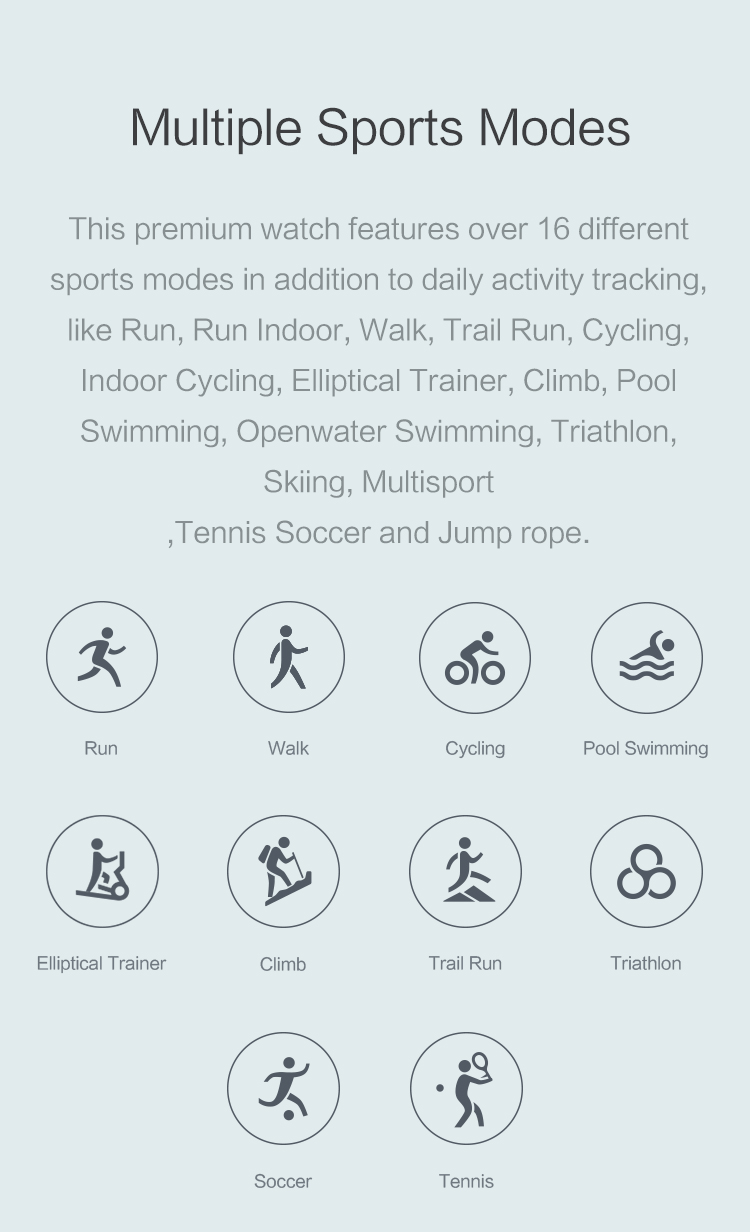 Multiple Sports Modes
This premium watch features over 16 different
sports modes in addition to daily activity tracking,
like Run, Run Indoor, Walk, Trail Run, Cycling,
Indoor Cycling, Elliptical Trainer, Climb, Pool
Swimming, Openwater Swimming, Triathlon,
Skiing, Multisport
,Tennis Soccer and Jump rope.
Run
Walk
Cycling
Pool Swimming
Elliptical Trainer
Climb
Trail Run
Triathlon
Soccer
Tennis